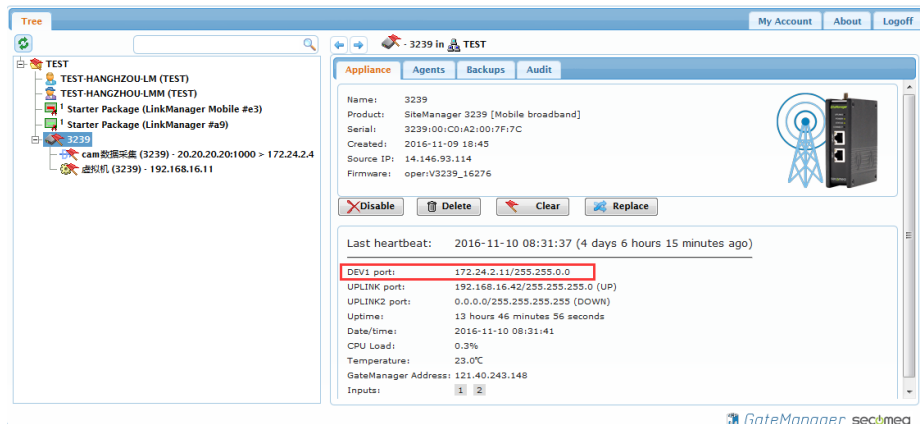 Tree
My Account About Logoff
- 3239 in TEST
TEST
TEST-HANGHZOU-LM (TEST)
TEST-HANGZHOU-LMM (TEST)
1 Starter Package (LinkManager Mobile #e3)
1 Starter Package (LinkManager #a9)
3239
cam数据采集 (3239) - 20.20.20.20:1000 > 172.24.2.4
虚拟机 (3239) - 192.168.16.11
Appliance Agents Backups Audit
Name: 3239
Product: SiteManager 3239 [Mobile broadband]
Serial: 3239:00:C0:A2:00:7F:7C
Created: 2016-11-09 18:45
Source IP: 14.146.93.114
Firmware: oper:V3239_16276
Disable Delete Clear Replace
Last heartbeat: 2016-11-10 08:31:37 (4 days 6 hours 15 minutes ago)
DEV1 port: 172.24.2.11/255.255.0.0
UPLINK port: 192.168.16.42/255.255.255.0 (UP)
UPLINK2 port: 0.0.0.0/255.255.255.255 (DOWN)
Uptime: 13 hours 46 minutes 56 seconds
Date/time: 2016-11-10 08:31:41
CPU Load: 0.3%
Temperature: 23.0℃
GateManager Address: 121.40.243.148
Inputs: 1 2
GateManager secomea